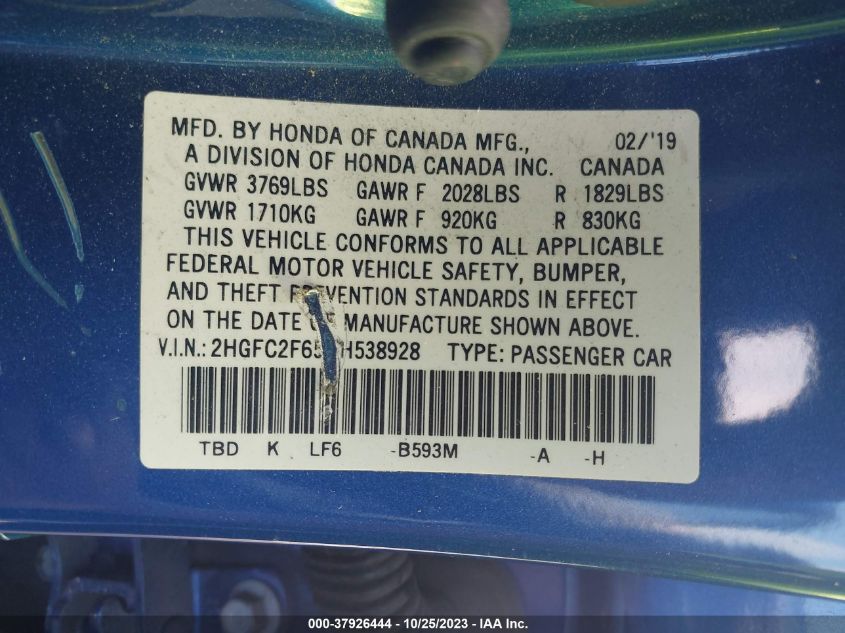 MFD. BY HONDA OF CANADA MFG., 02/'19
A DIVISION OF HONDA CANADA INC. CANADA
GVWR 3769LBS GAWR F 2028LBS R 1829LBS
GVWR 1710KG GAWR F 920KG R 830KG
THIS VEHICLE CONFORMS TO ALL APPLICABLE
FEDERAL MOTOR VEHICLE SAFETY, BUMPER,
AND THEFT PREVENTION STANDARDS IN EFFECT
ON THE DATE OF MANUFACTURE SHOWN ABOVE.
V.I.N.: TYPE: PASSENGER CAR
TBD K LF6 -B593M -A -H
000-37926444 / 10/25/2023 - IAA Inc.